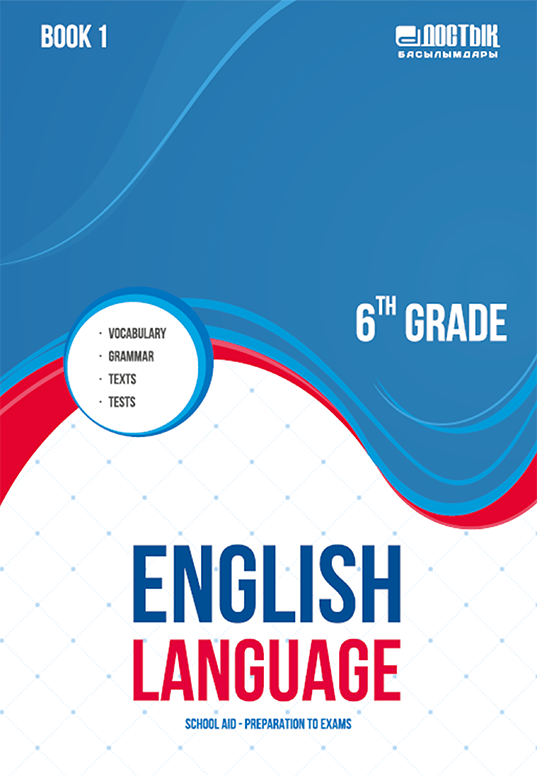 BOOK 1
ДОСТЫҚ
БАСЫЛЫМДАРЫ
6TH GRADE
· VOCABULARY
· GRAMMAR
· TEXTS
· TESTS
ENGLISH
LANGUAGE
SCHOOL AID - PREPARATION TO EXAMS